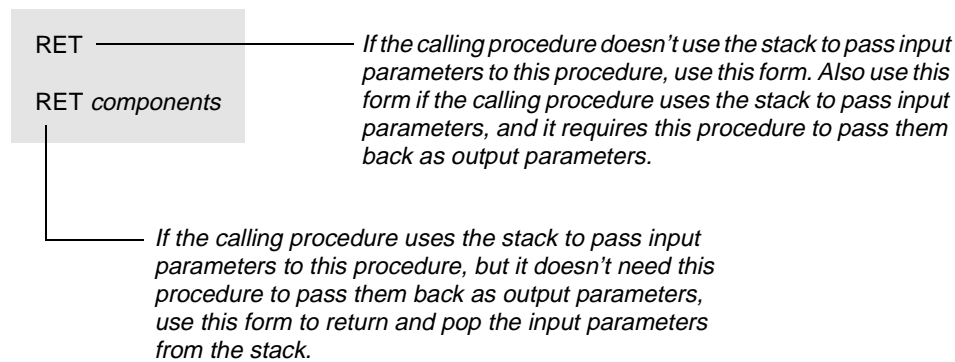 RET
If the calling procedure doesn't use the stack to pass input
parameters to this procedure, use this form. Also use this
form if the calling procedure uses the stack to pass input
parameters, and it requires this procedure to pass them
back as output parameters.
RET components
If the calling procedure uses the stack to pass input
parameters to this procedure, but it doesn't need this
procedure to pass them back as output parameters,
use this form to return and pop the input parameters
from the stack.